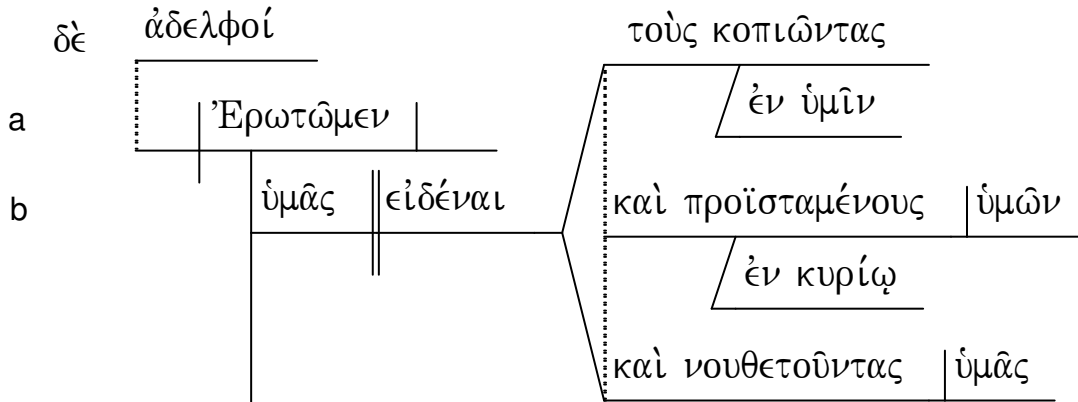 δὲ ἀδελφοί
τοὺς κοπιῶντας
ἐν ὑμῖν
a Ἐρωτῶμεν
b ὑμᾶς εἰδέναι καὶ προϊσταμένους ὑμῶν
ἐν κυρίῳ
καὶ νουθετοῦντας ὑμᾶς